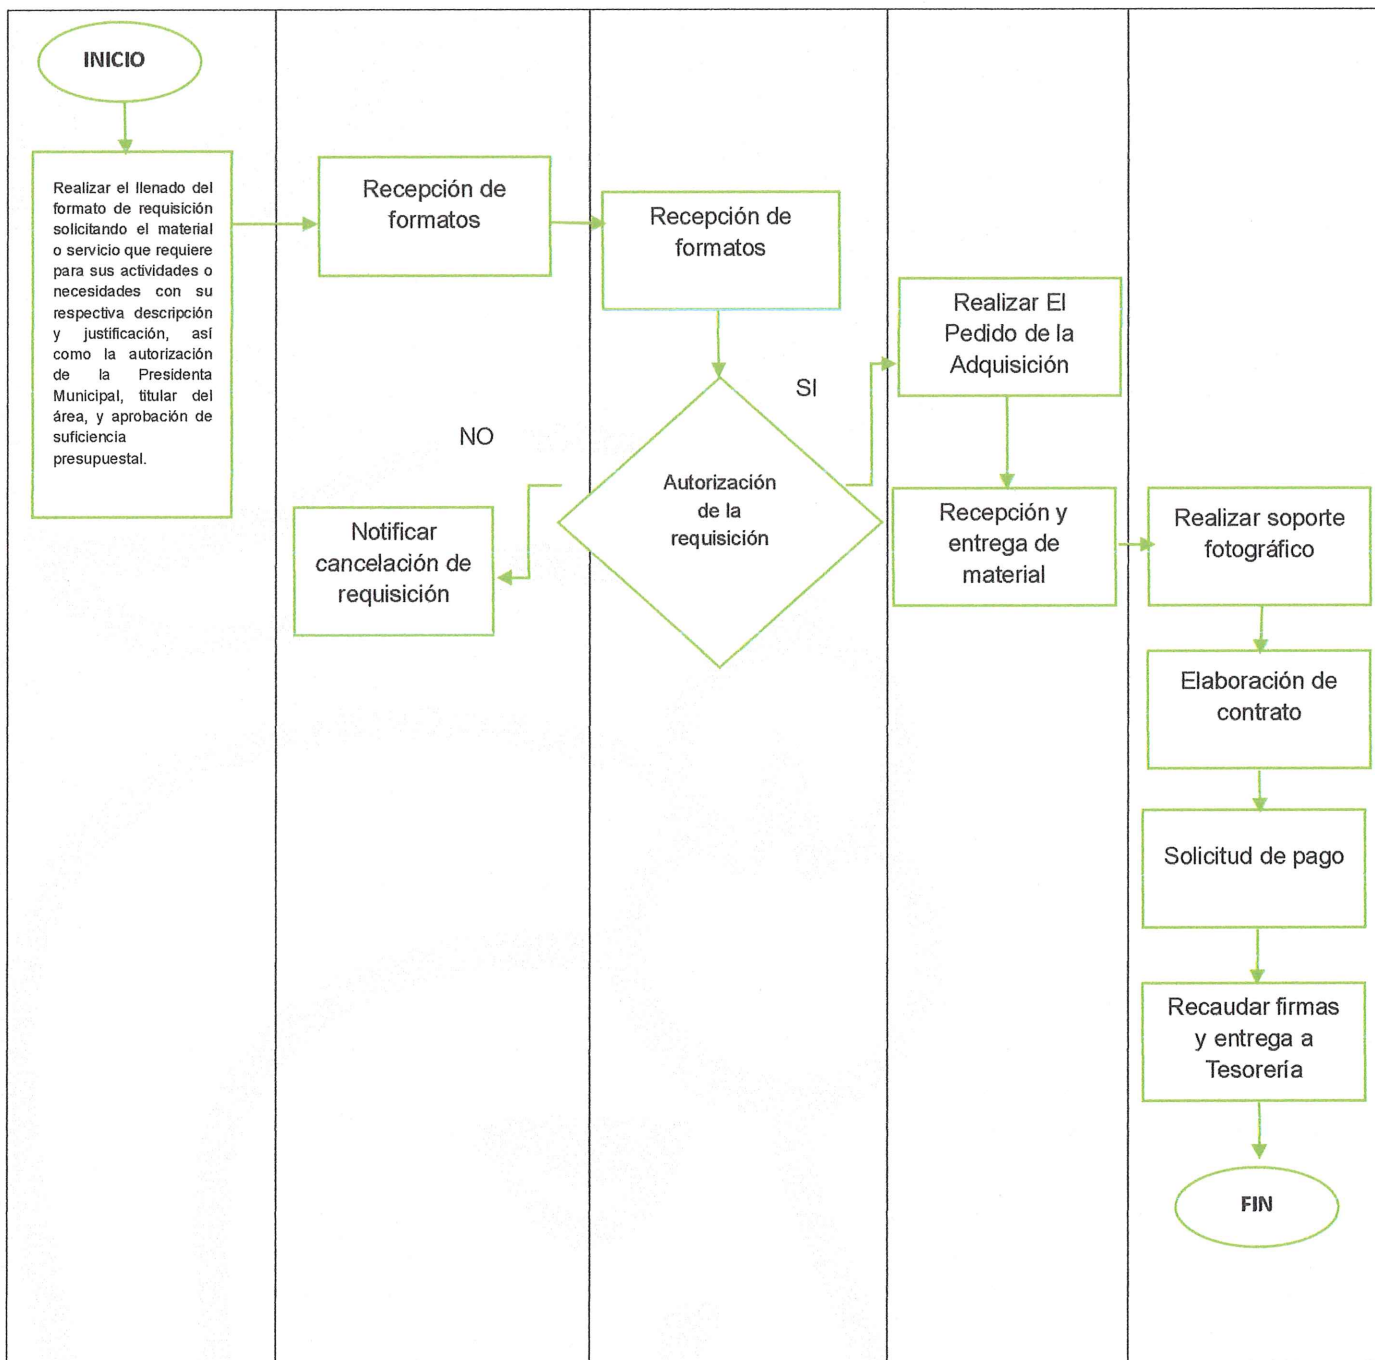 INICIO
Realizar el llenado del
formato de requisición
solicitando el material
o servicio que requiere
para sus actividades o
necesidades con su
respectiva descripción
y justificación, así
como la autorización
de la Presidenta
Municipal, titular del
área, y aprobación de
suficiencia
presupuestal.
Recepción de
formatos
Recepción de
formatos
Autorización
de la
requisición
NO
Notificar
cancelación de
requisición
SI
Realizar El
Pedido de la
Adquisición
Recepción y
entrega de
material
Realizar soporte
fotográfico
Elaboración de
contrato
Solicitud de pago
Recaudar firmas
y entrega a
Tesorería
FIN